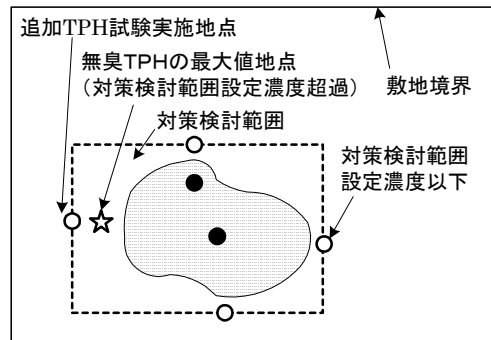 追加TPH試験実施地点
無臭TPHの最大値地点
（対策検討範囲設定濃度超過）
敷地境界
対策検討範囲
対策検討範囲
設定濃度以下